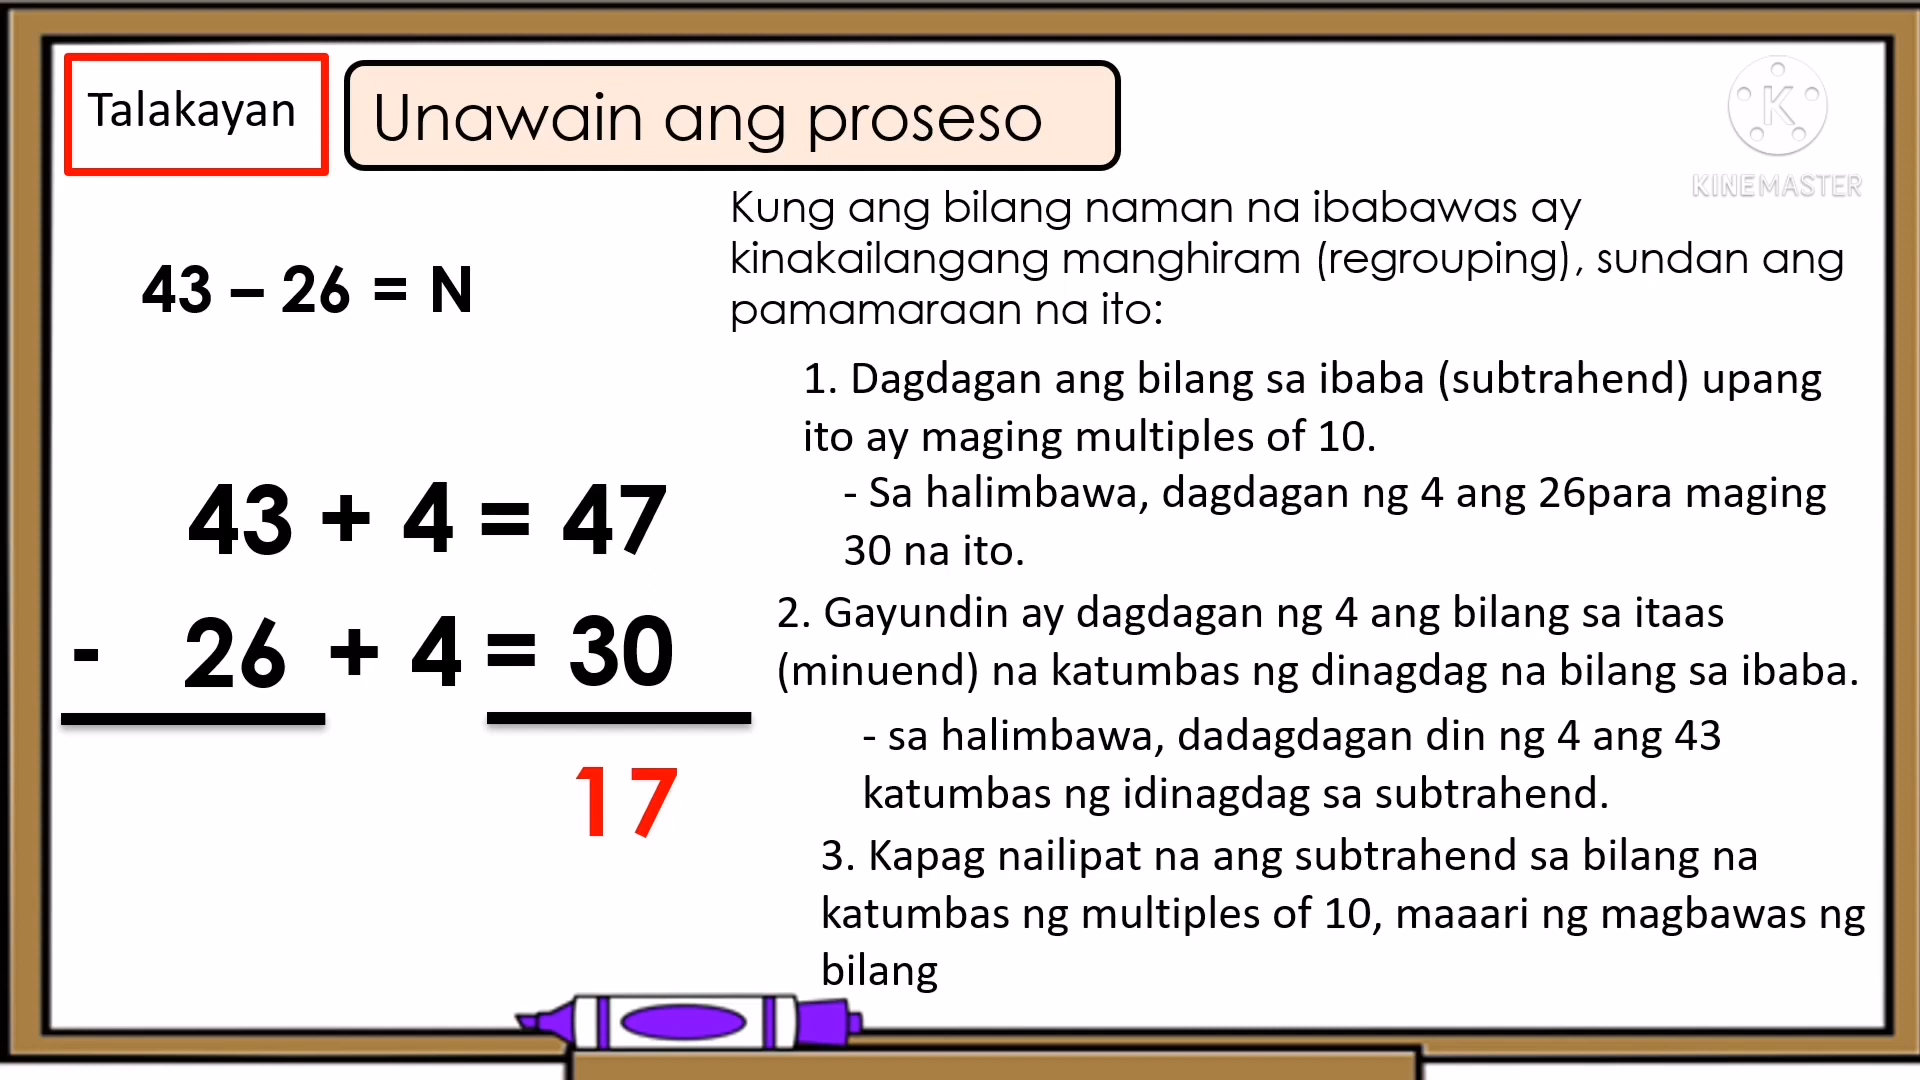 Talakayan
Unawain ang proseso
K
KINEMASTER
Kung ang bilang naman na ibabawas ay
kinakailangang manghiram (regrouping), sundan ang
pamamaraan na ito:
43 – 26 = N
43 + 4 = 47
- 26 + 4 = 30
17
1. Dagdagan ang bilang sa ibaba (subtrahend) upang
ito ay maging multiples of 10.
- Sa halimbawa, dagdagan ng 4 ang 26para maging
30 na ito.
2. Gayundin ay dagdagan ng 4 ang bilang sa itaas
(minuend) na katumbas ng dinagdag na bilang sa ibaba.
- sa halimbawa, dadagdagan din ng 4 ang 43
katumbas ng idinagdag sa subtrahend.
3. Kapag nailipat na ang subtrahend sa bilang na
katumbas ng multiples of 10, maaari ng magbawas ng
bilang